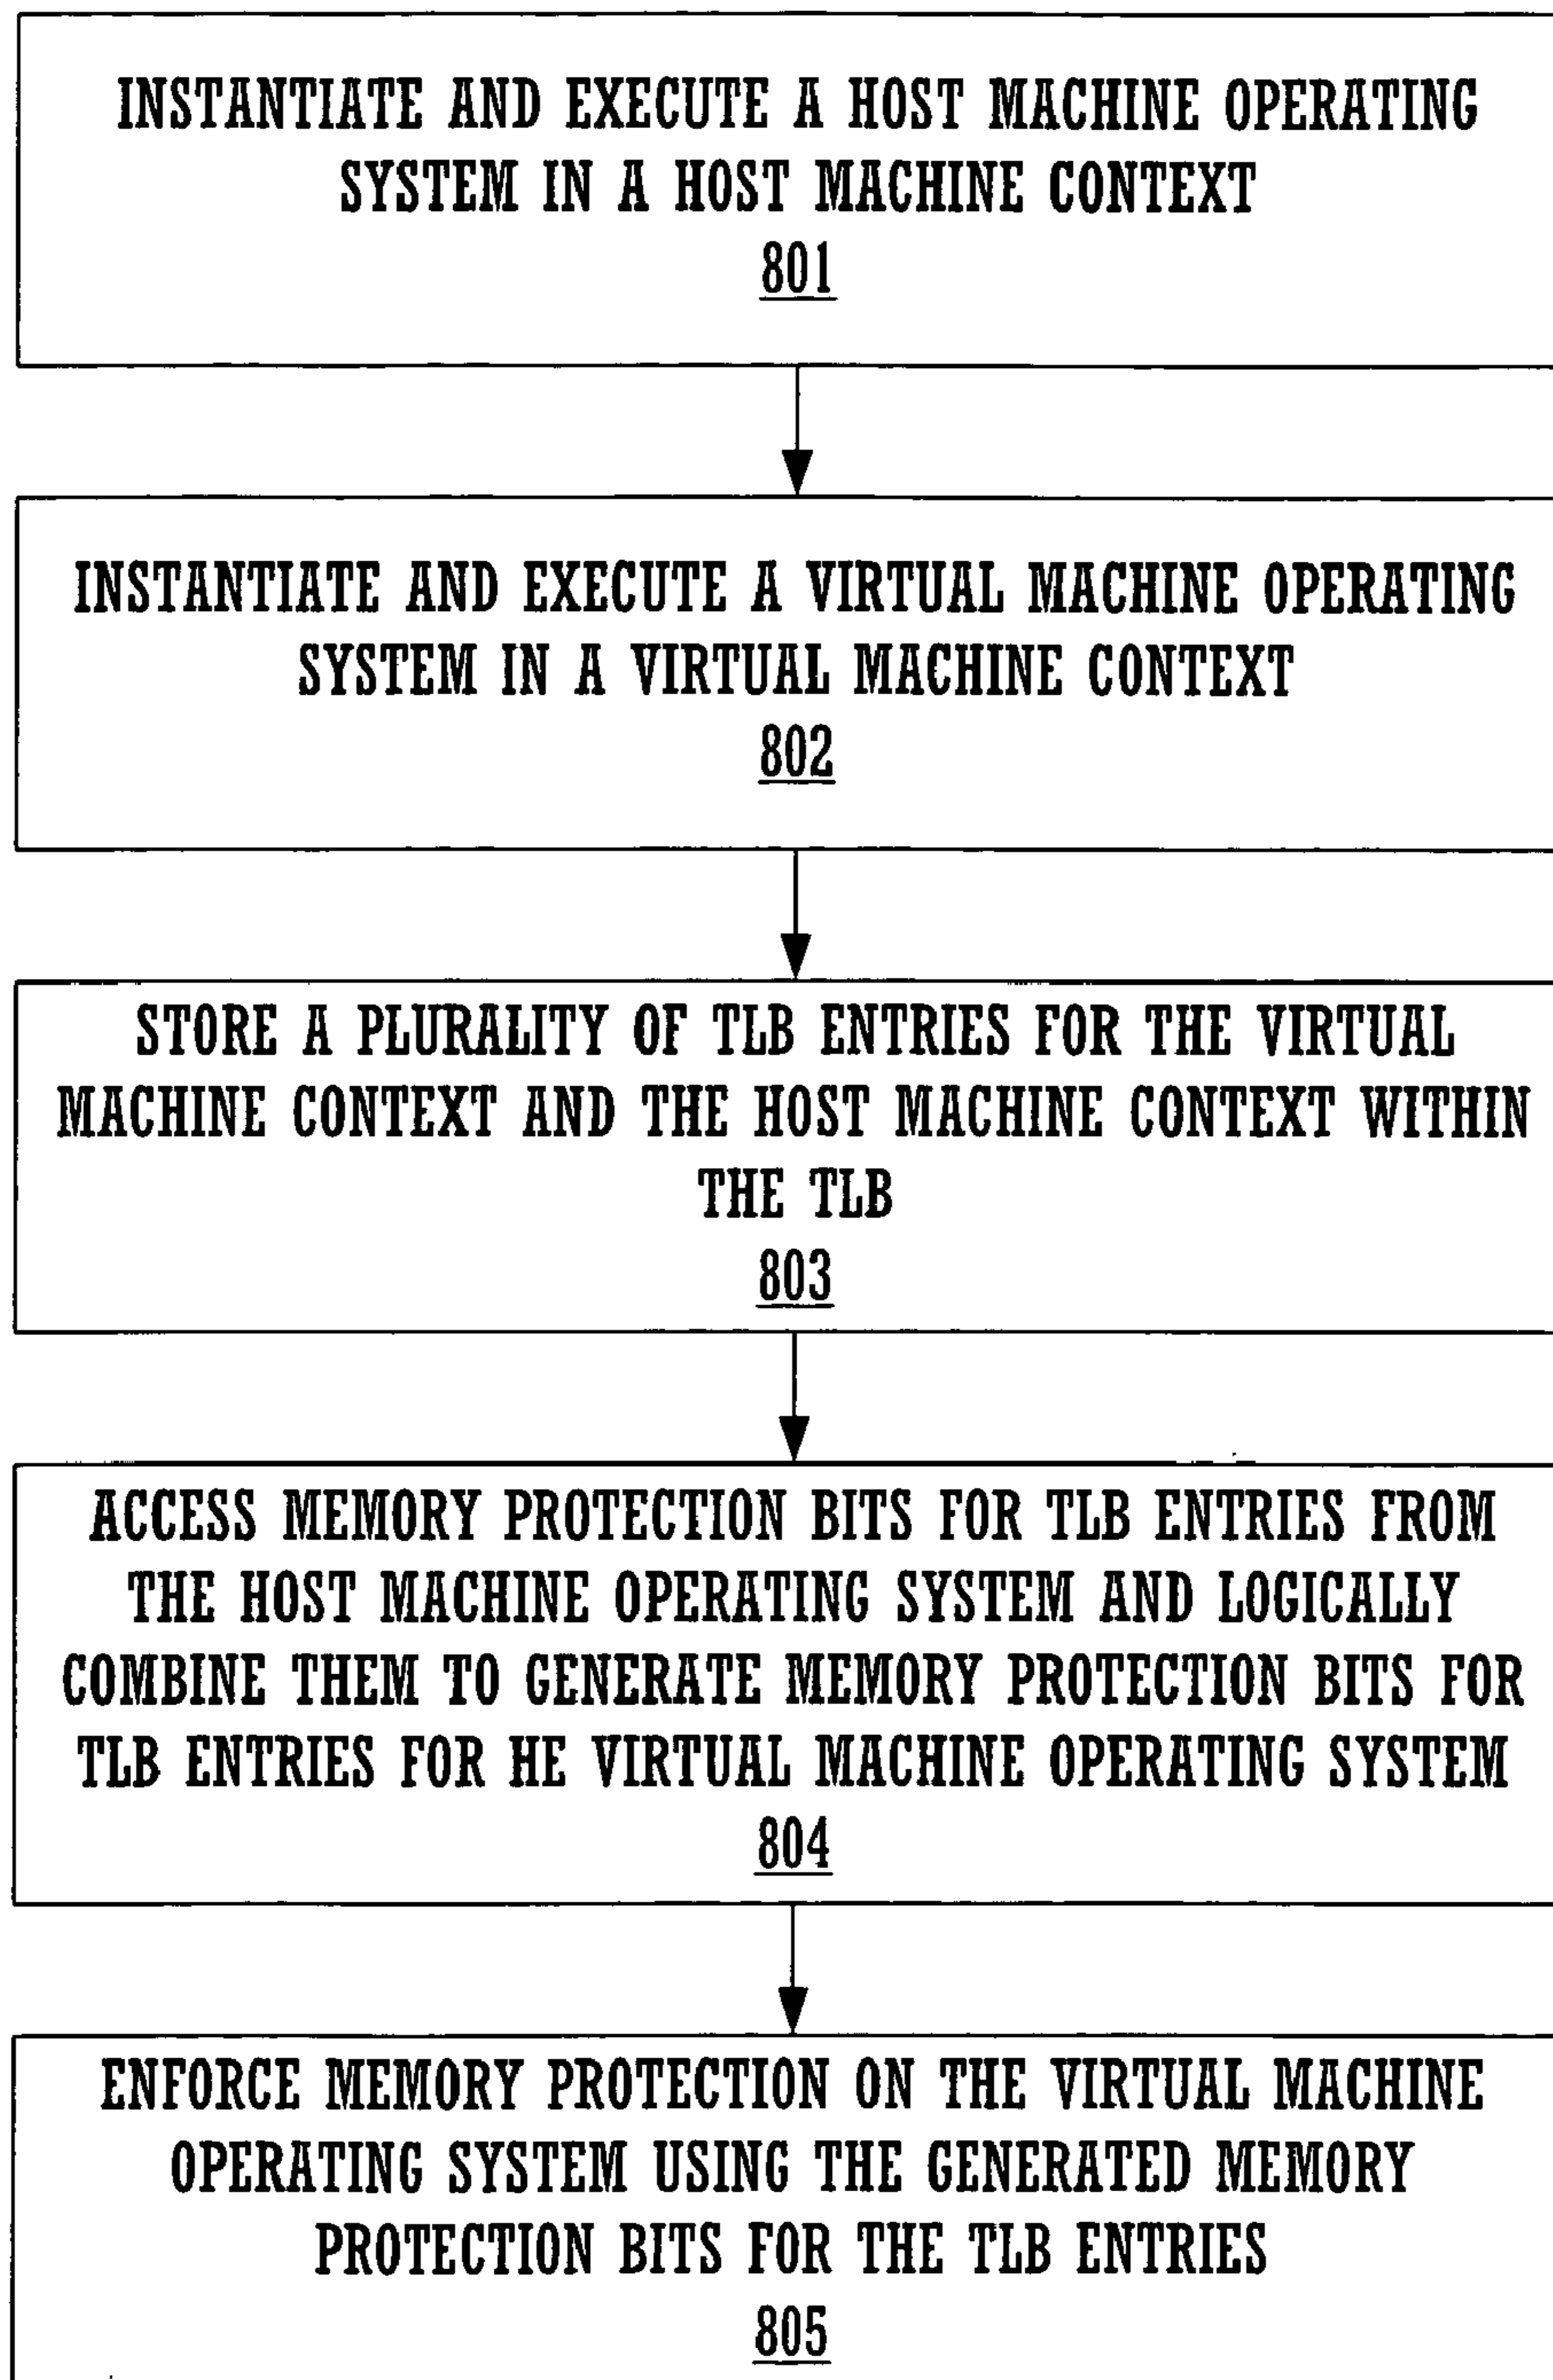 INSTANTIATE AND EXECUTE A HOST MACHINE OPERATING
SYSTEM IN A HOST MACHINE CONTEXT
801
INSTANTIATE AND EXECUTE A VIRTUAL MACHINE OPERATING
SYSTEM IN A VIRTUAL MACHINE CONTEXT
802
STORE A PLURALITY OF TLB ENTRIES FOR THE VIRTUAL
MACHINE CONTEXT AND THE HOST MACHINE CONTEXT WITHIN
THE TLB
803
ACCESS MEMORY PROTECTION BITS FOR TLB ENTRIES FROM
THE HOST MACHINE OPERATING SYSTEM AND LOGICALLY
COMBINE THEM TO GENERATE MEMORY PROTECTION BITS FOR
TLB ENTRIES FOR HE VIRTUAL MACHINE OPERATING SYSTEM
804
ENFORCE MEMORY PROTECTION ON THE VIRTUAL MACHINE
OPERATING SYSTEM USING THE GENERATED MEMORY
PROTECTION BITS FOR THE TLB ENTRIES
805